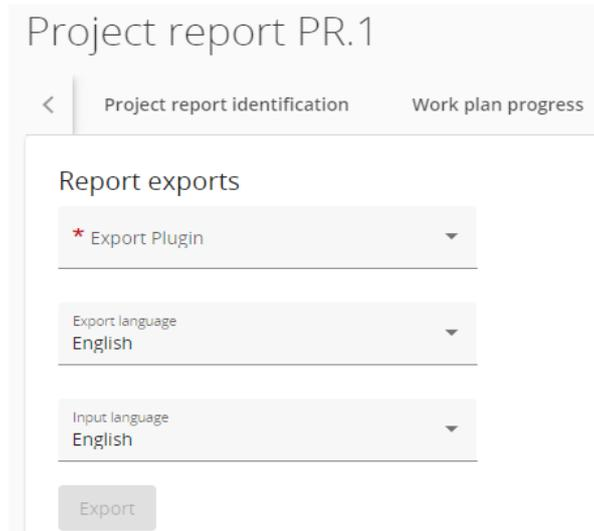 Project report PR.1
Project report identification Work plan progress
Report exports
* Export Plugin
Export language
English
Input language
English
Export